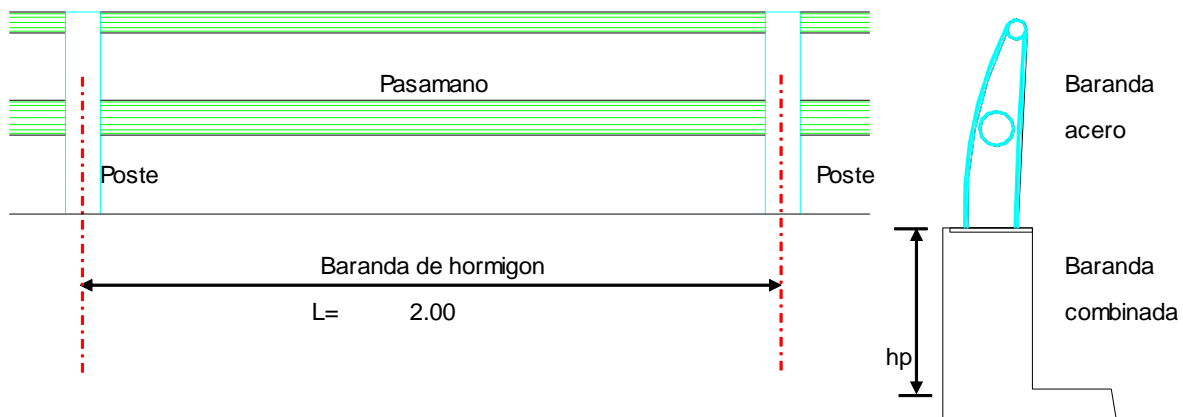 Pasamano
Baranda
acero
Poste
Poste
Baranda de hormigon
L= 2.00
Baranda
combinada
hp